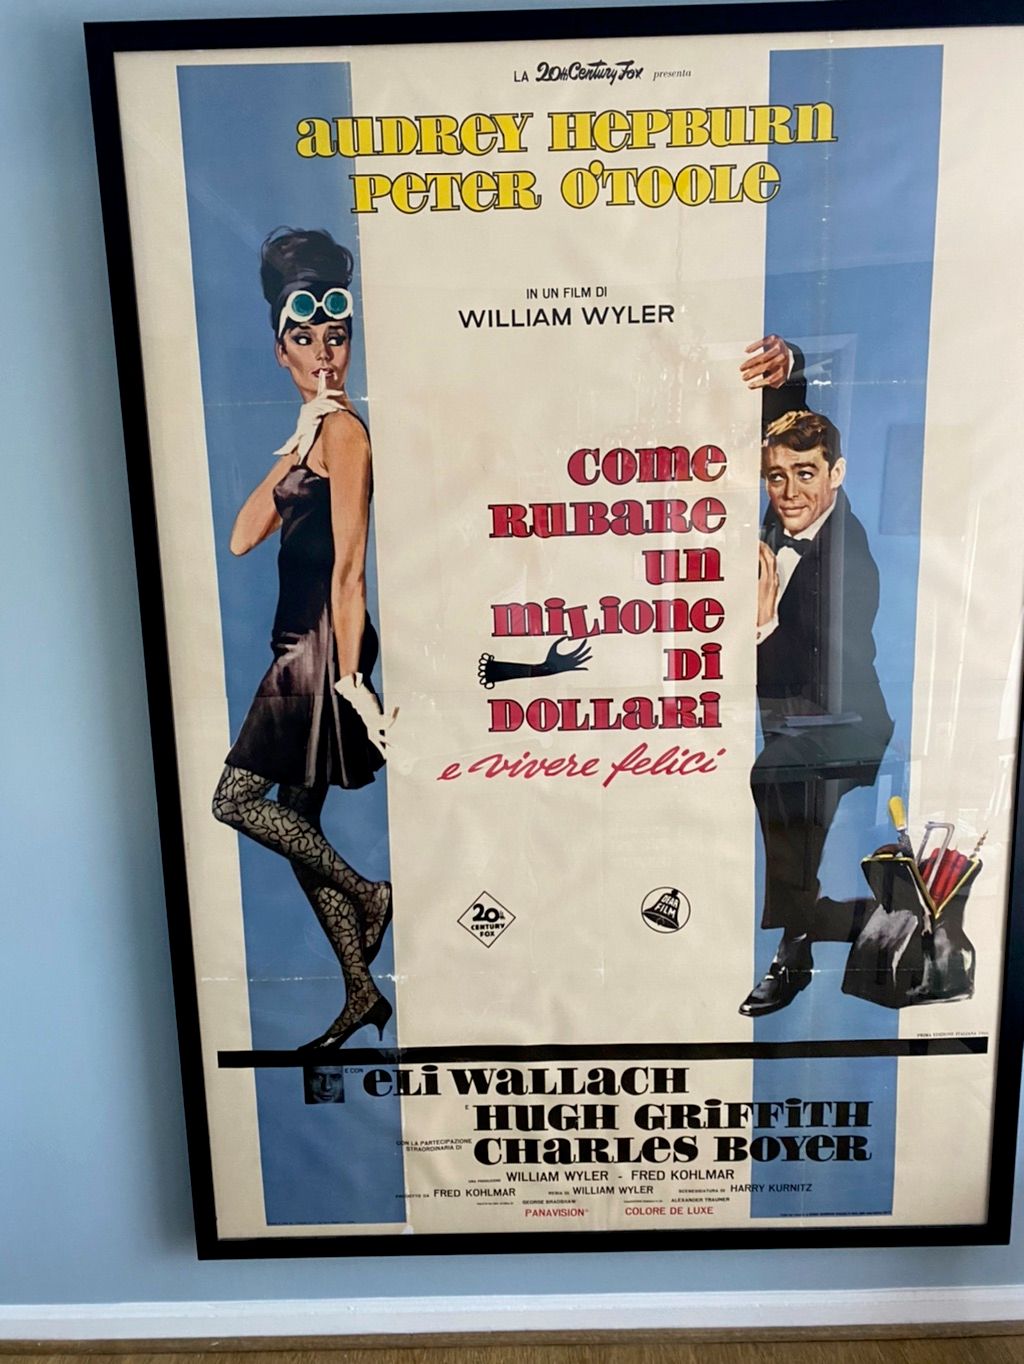 LA 20th Century Fox presenta
AUDREY HEPBURN
PETER O'TOOLE
IN UN FILM DI
WILLIAM WYLER
COME
RUBARE
UN
MILIONE
DI
DOLLARI
e vivere felici
20th
CENTURY
FOX
DEAR
FILM
PRIMA EDIZIONE ITALIANA
E CON ELI WALLACH
E HUGH GRIFFITH
CON LA PARTECIPAZIONE
STRAORDINARIA DI
CHARLES BOYER
UNA PRODUZIONE WILLIAM WYLER - FRED KOHLMAR
PRODOTTO DA FRED KOHLMAR REGIA DI WILLIAM WYLER SCENEGGIATURA DI HARRY KURNITZ
GEORGE BRADSHAW ALEXANDER TRAUNER
PANAVISION® COLORE DE LUXE